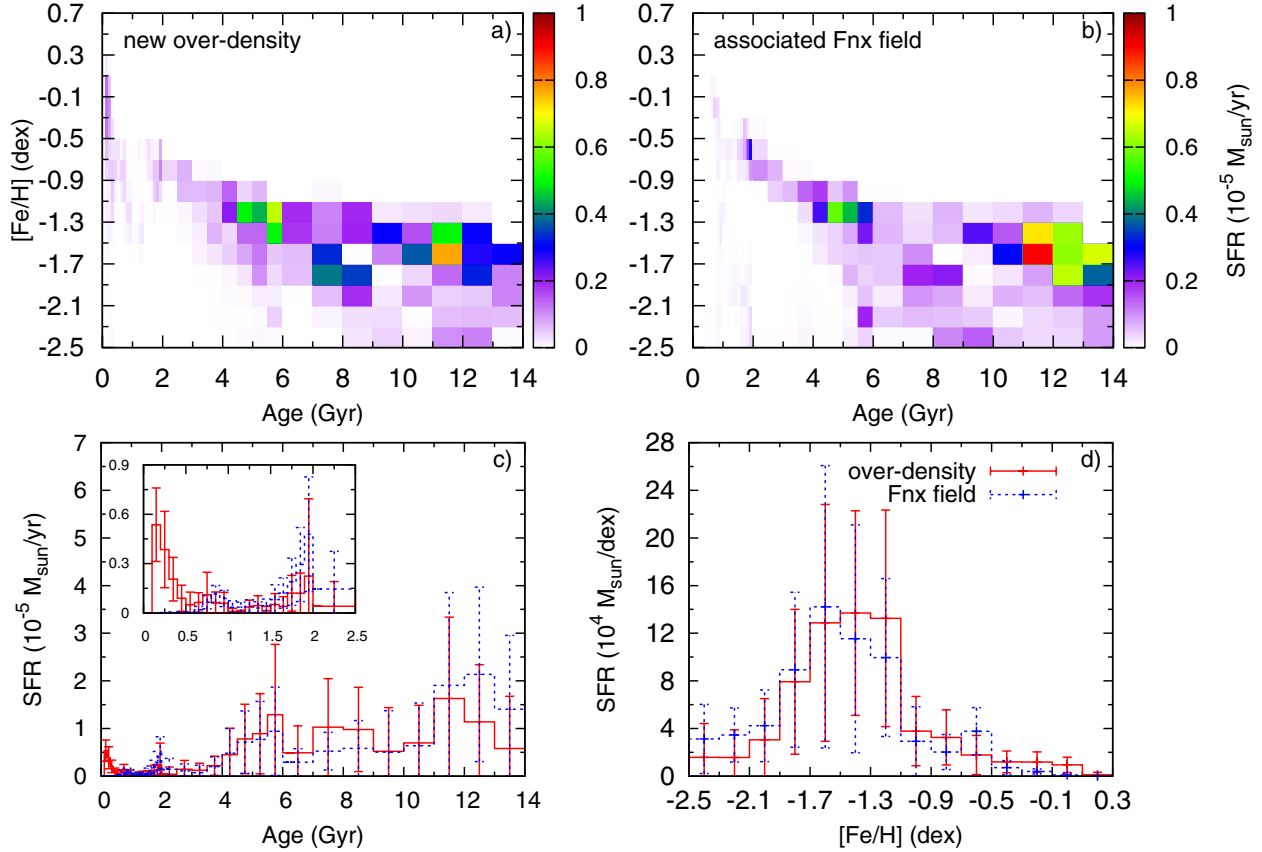 new over-density
a)
0.7
0.3
-0.1
-0.5
-0.9
-1.3
-1.7
-2.1
-2.5
[Fe/H] (dex)
0 2 4 6 8 10 12 14
Age (Gyr)
1
0.8
0.6
0.4
0.2
0
associated Fnx field
b)
0.7
0.3
-0.1
-0.5
-0.9
-1.3
-1.7
-2.1
-2.5
0 2 4 6 8 10 12 14
Age (Gyr)
1
0.8
0.6
0.4
0.2
0
SFR (10-5 Msun/yr)
c)
7
6
5
4
3
2
1
0
SFR (10-5 Msun/yr)
0.9
0.6
0.3
0
0 0.5 1 1.5 2 2.5
0 2 4 6 8 10 12 14
Age (Gyr)
d)
over-density
Fnx field
28
24
20
16
12
8
4
0
SFR (104 Msun/dex)
-2.5 -2.1 -1.7 -1.3 -0.9 -0.5 -0.1 0.3
[Fe/H] (dex)